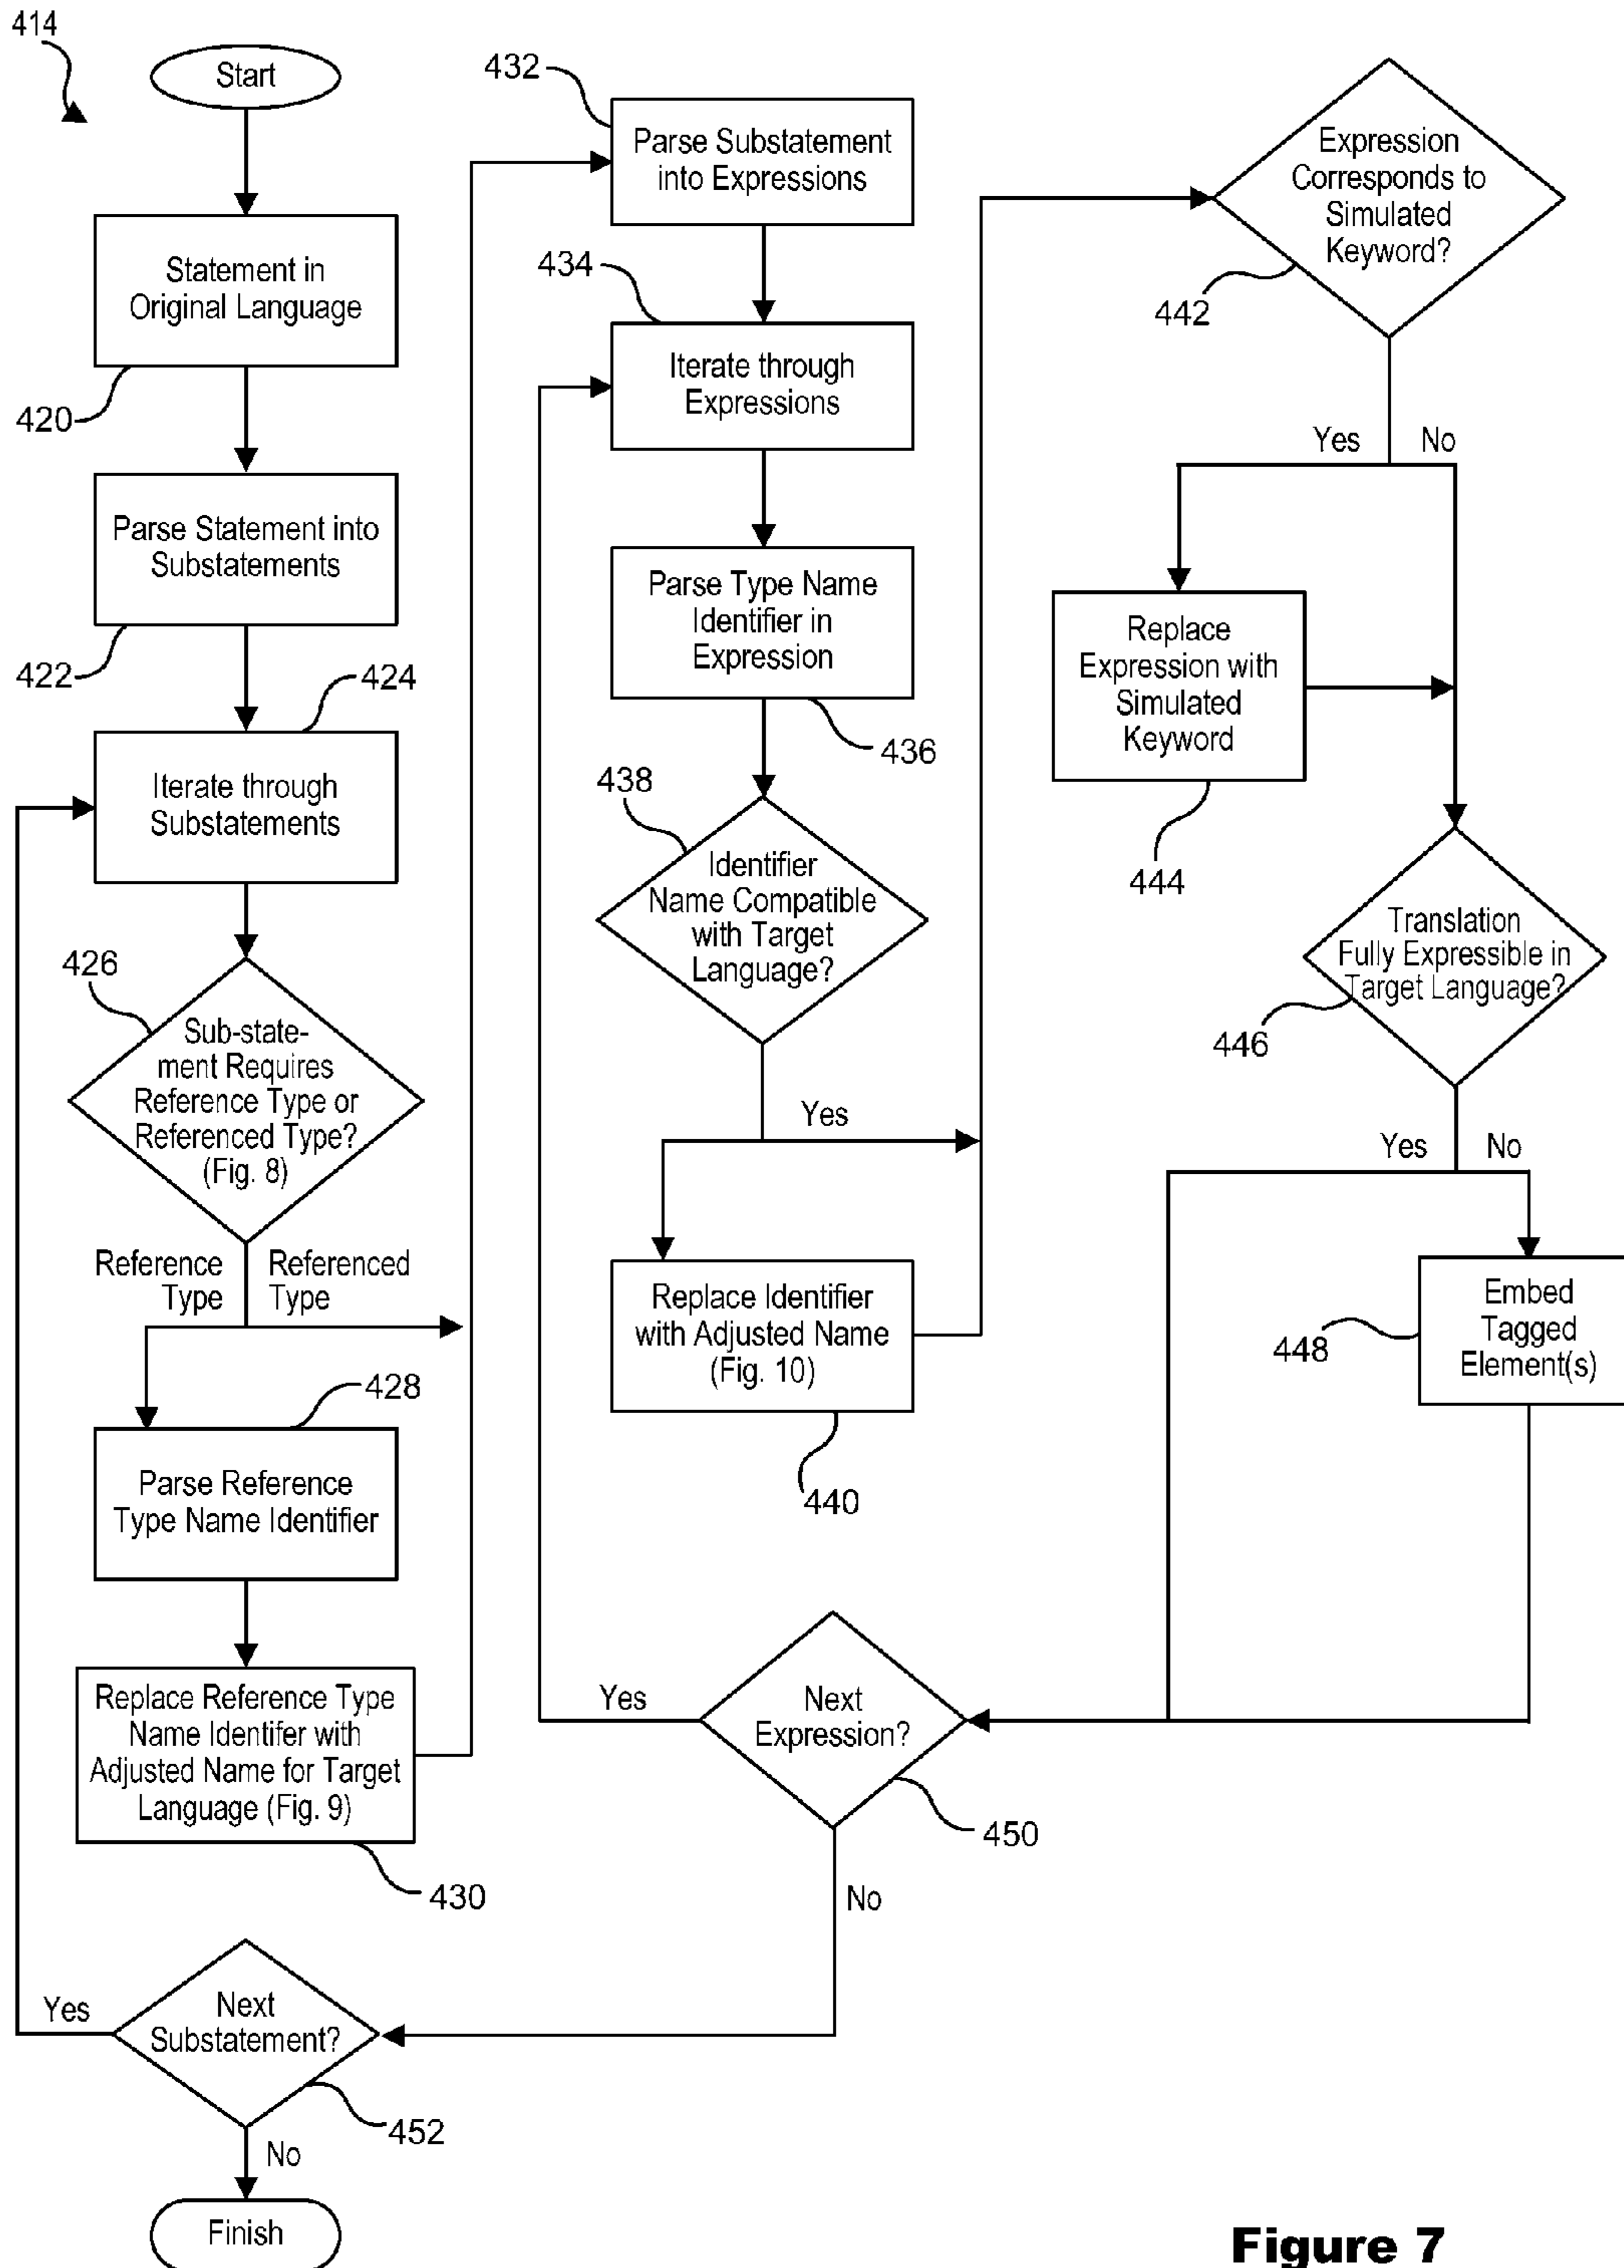 414
Start
Statement in
Original Language
420
Parse Statement into
Substatements
422
424
Iterate through
Substatements
426
Sub-state-
ment Requires
Reference Type or
Referenced Type?
(Fig. 8)
Reference
Type
Referenced
Type
428
Parse Reference
Type Name Identifier
Replace Reference Type
Name Identifer with
Adjusted Name for Target
Language (Fig. 9)
430
Next
Substatement?
Yes
452
No
Finish
432
Parse Substatement
into Expressions
434
Iterate through
Expressions
Parse Type Name
Identifier in
Expression
436
438
Identifier
Name Compatible
with Target
Language?
Yes
Replace Identifier
with Adjusted Name
(Fig. 10)
440
Yes
Next
Expression?
450
No
Expression
Corresponds to
Simulated
Keyword?
442
Yes
No
Replace
Expression with
Simulated
Keyword
444
Translation
Fully Expressible in
Target Language?
446
Yes
No
Embed
Tagged
Element(s)
448
Figure 7